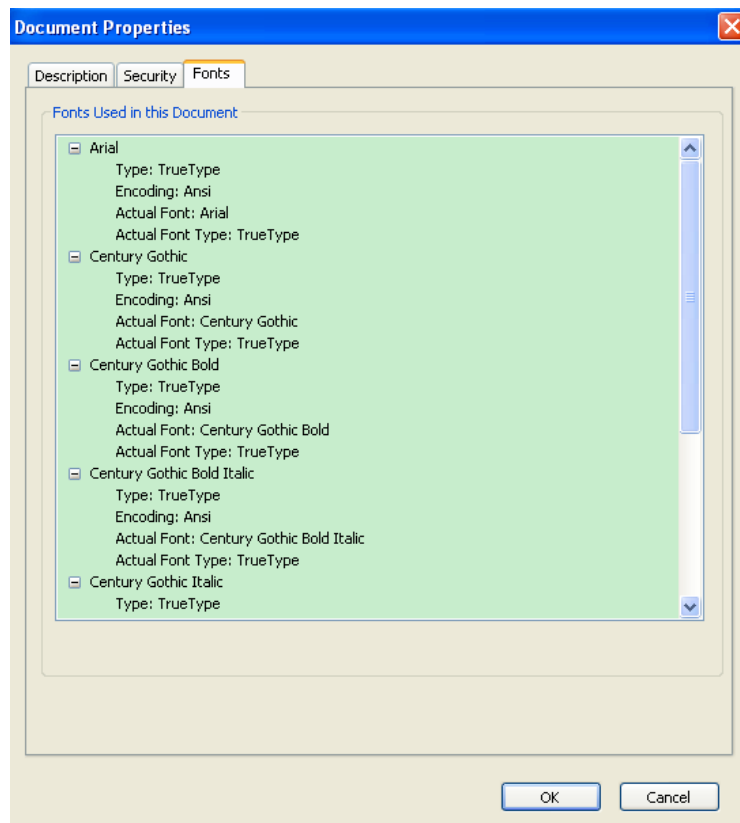 Document Properties
Description Security Fonts
Fonts Used in this Document
Arial
Type: TrueType
Encoding: Ansi
Actual Font: Arial
Actual Font Type: TrueType
Century Gothic
Type: TrueType
Encoding: Ansi
Actual Font: Century Gothic
Actual Font Type: TrueType
Century Gothic Bold
Type: TrueType
Encoding: Ansi
Actual Font: Century Gothic Bold
Actual Font Type: TrueType
Century Gothic Bold Italic
Type: TrueType
Encoding: Ansi
Actual Font: Century Gothic Bold Italic
Actual Font Type: TrueType
Century Gothic Italic
Type: TrueType
OK Cancel